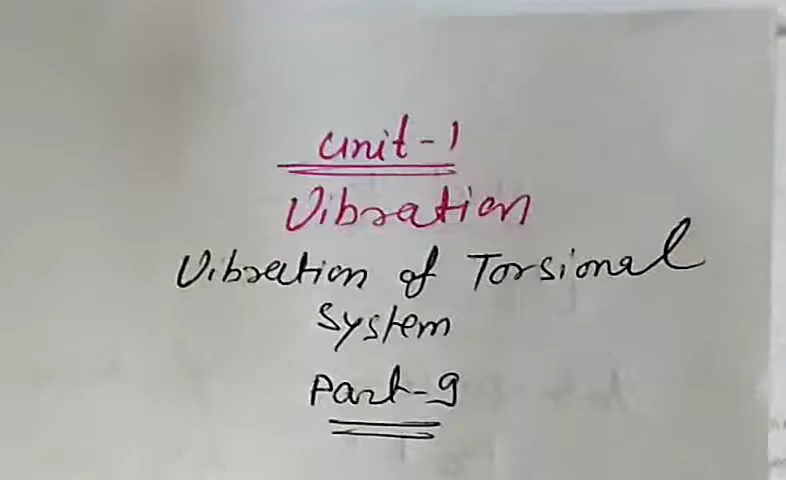 Unit-1
Vibration
Vibration of Torsional
System
Part-9